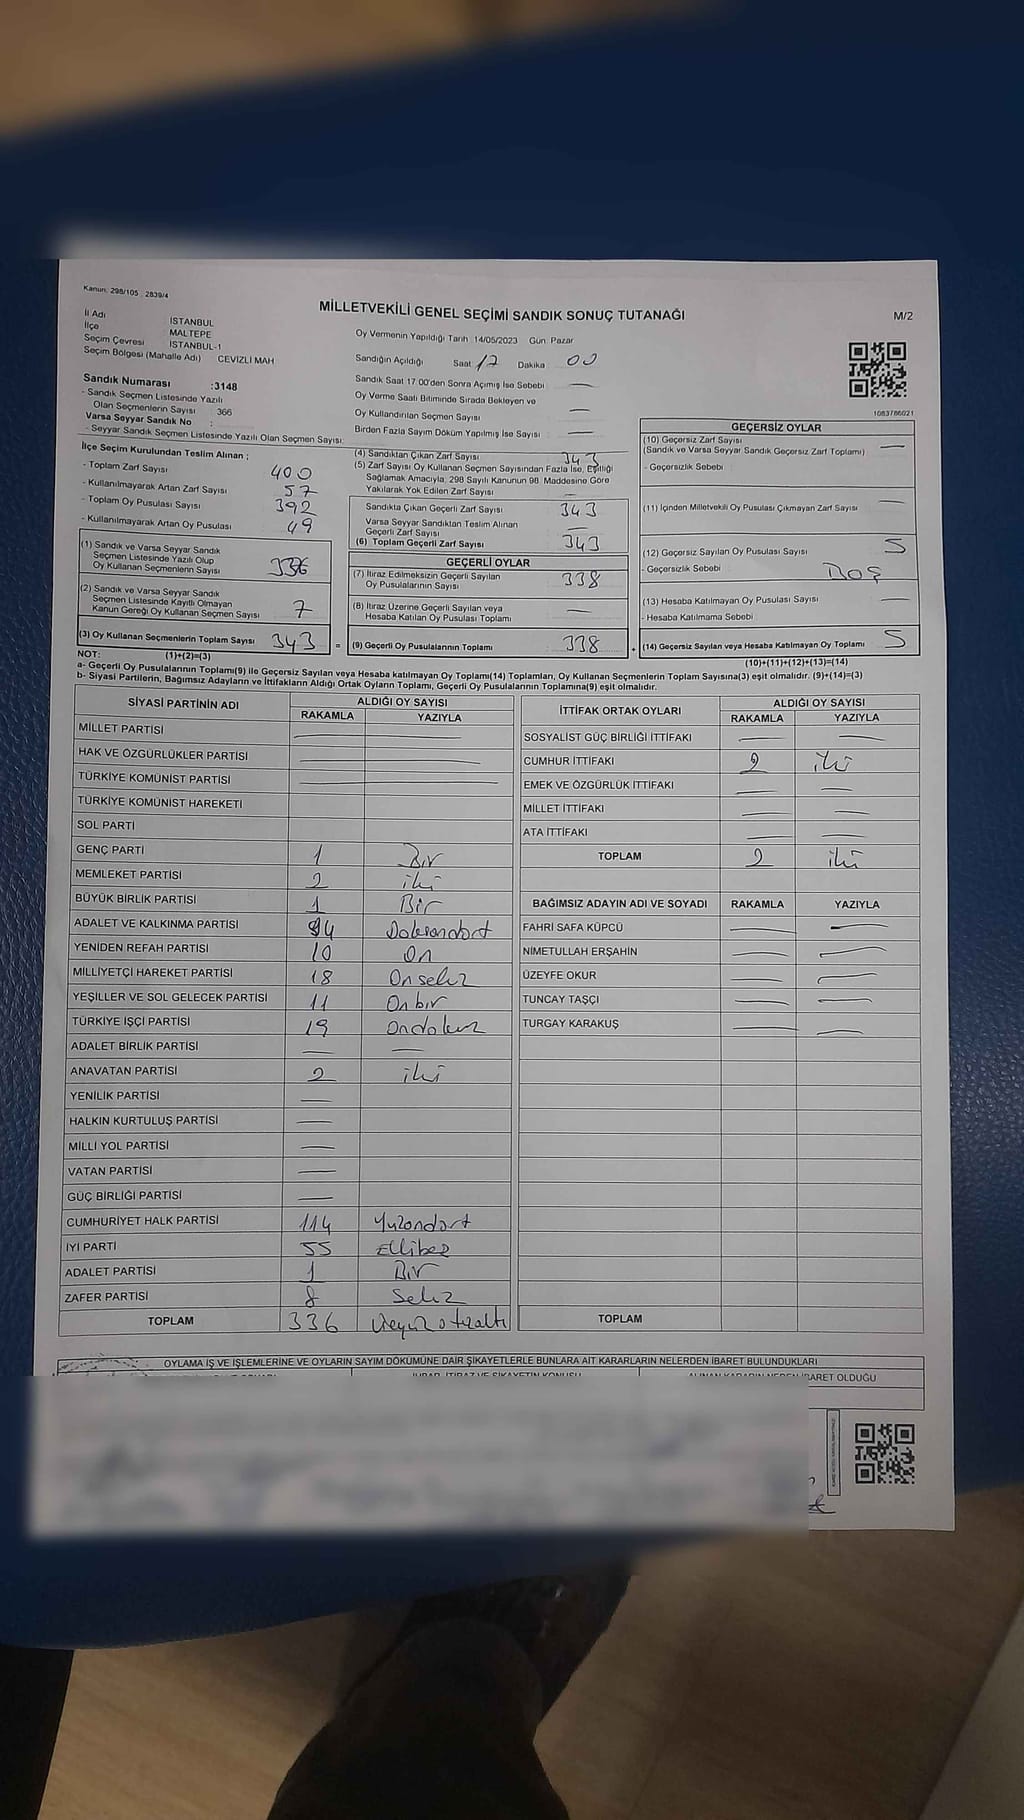 Kanun: 298/105 , 2839/4
MİLLETVEKİLİ GENEL SEÇİMİ SANDIK SONUÇ TUTANAĞI
M/2
İl Adı İSTANBUL
İlçe MALTEPE
Seçim Çevresi İSTANBUL-1
Seçim Bölgesi (Mahalle Adı) CEVİZLİ MAH
Sandık Numarası :3148
- Sandık Seçmen Listesinde Yazılı
Olan Seçmenlerin Sayısı : 366
Varsa Seyyar Sandık No :
- Seyyar Sandık Seçmen Listesinde Yazılı Olan Seçmen Sayısı:
Oy Vermenin Yapıldığı Tarih 14/05/2023 Gün: Pazar
Sandığın Açıldığı Saat: 17 Dakika : 00
Sandık Saat 17:00'den Sonra Açımış İse Sebebi : —
Oy Verme Saati Bitiminde Sırada Bekleyen ve
Oy Kullandırılan Seçmen Sayısı —
Birden Fazla Sayım Döküm Yapılmış İse Sayısı : —
1083786021
İlçe Seçim Kurulundan Teslim Alınan ;
- Toplam Zarf Sayısı 400
- Kullanılmayarak Artan Zarf Sayısı 57
- Toplam Oy Pusulası Sayısı 392
- Kullanılmayarak Artan Oy Pusulası 49
(1) Sandık ve Varsa Seyyar Sandık
Seçmen Listesinde Yazılı Olup
Oy Kullanan Seçmenlerin Sayısı 336
(2) Sandık ve Varsa Seyyar Sandık
Seçmen Listesinde Kayıtlı Olmayan
Kanun Gereği Oy Kullanan Seçmen Sayısı 7
(3) Oy Kullanan Seçmenlerin Toplam Sayısı 343 =
(4) Sandıktan Çıkan Zarf Sayısı 343
(5) Zarf Sayısı Oy Kullanan Seçmen Sayısından Fazla İse, Eşitliği
Sağlamak Amacıyla, 298 Sayılı Kanunun 98. Maddesine Göre
Yakılarak Yok Edilen Zarf Sayısı —
Sandıkta Çıkan Geçerli Zarf Sayısı 343
Varsa Seyyar Sandıktan Teslim Alınan
Geçerli Zarf Sayısı —
(6) Toplam Geçerli Zarf Sayısı 343
GEÇERLİ OYLAR
(7) İtiraz Edilmeksizin Geçerli Sayılan
Oy Pusulalarının Sayısı 338
(8) İtiraz Üzerine Geçerli Sayılan veya
Hesaba Katılan Oy Pusulası Toplamı —
(9) Geçerli Oy Pusulalarının Toplamı 338 +
GEÇERSİZ OYLAR
(10) Geçersiz Zarf Sayısı —
(Sandık ve Varsa Seyyar Sandık Geçersiz Zarf Toplamı)
- Geçersizlik Sebebi :
(11) İçinden Milletvekili Oy Pusulası Çıkmayan Zarf Sayısı —
(12) Geçersiz Sayılan Oy Pusulası Sayısı 5
- Geçersizlik Sebebi : Boş
(13) Hesaba Katılmayan Oy Pusulası Sayısı —
- Hesaba Katılmama Sebebi :
(14) Geçersiz Sayılan veya Hesaba Katılmayan Oy Toplamı 5
NOT: (1)+(2)=(3) (10)+(11)+(12)+(13)=(14)
a- Geçerli Oy Pusulalarının Toplamı(9) ile Geçersiz Sayılan veya Hesaba katılmayan Oy Toplamı(14) Toplamları, Oy Kullanan Seçmenlerin Toplam Sayısına(3) eşit olmalıdır. (9)+(14)=(3)
b- Siyasi Partilerin, Bağımsız Adayların ve İttifakların Aldığı Ortak Oyların Toplamı, Geçerli Oy Pusulalarının Toplamına(9) eşit olmalıdır.
SİYASİ PARTİNİN ADI ALDIĞI OY SAYISI
RAKAMLA YAZIYLA
MİLLET PARTİSİ — —
HAK VE ÖZGÜRLÜKLER PARTİSİ — —
TÜRKİYE KOMÜNİST PARTİSİ — —
TÜRKİYE KOMÜNİST HAREKETİ
SOL PARTİ
GENÇ PARTİ 1 Bir
MEMLEKET PARTİSİ 2 iki
BÜYÜK BİRLİK PARTİSİ 1 Bir
ADALET VE KALKINMA PARTİSİ 94 Doksandört
YENİDEN REFAH PARTİSİ 10 On
MİLLİYETÇİ HAREKET PARTİSİ 18 Onsekiz
YEŞİLLER VE SOL GELECEK PARTİSİ 11 Onbir
TÜRKİYE İŞÇİ PARTİSİ 19 Ondokuz
ADALET BİRLİK PARTİSİ — —
ANAVATAN PARTİSİ 2 iki
YENİLİK PARTİSİ —
HALKIN KURTULUŞ PARTİSİ —
MİLLİ YOL PARTİSİ —
VATAN PARTİSİ —
GÜÇ BİRLİĞİ PARTİSİ —
CUMHURİYET HALK PARTİSİ 114 Yüzondört
İYİ PARTİ 55 Ellibeş
ADALET PARTİSİ 1 Bir
ZAFER PARTİSİ 8 Sekiz
TOPLAM 336 Üçyüzotuzaltı
İTTİFAK ORTAK OYLARI ALDIĞI OY SAYISI
RAKAMLA YAZIYLA
SOSYALİST GÜÇ BİRLİĞİ İTTİFAKI — —
CUMHUR İTTİFAKI 2 iki
EMEK VE ÖZGÜRLÜK İTTİFAKI — —
MİLLET İTTİFAKI — —
ATA İTTİFAKI — —
TOPLAM 2 iki
BAĞIMSIZ ADAYIN ADI VE SOYADI RAKAMLA YAZIYLA
FAHRİ SAFA KÜPCÜ — —
NİMETULLAH ERŞAHİN — —
ÜZEYFE OKUR — —
TUNCAY TAŞÇI — —
TURGAY KARAKUŞ — —
TOPLAM
OYLAMA İŞ VE İŞLEMLERİNE VE OYLARIN SAYIM DÖKÜMÜNE DAİR ŞİKAYETLERLE BUNLARA AİT KARARLARIN NELERDEN İBARET BULUNDUKLARI
İHBAR, İTİRAZ VE ŞİKAYETİN KONUSU ALINAN KARARIN NEDEN İBARET OLDUĞU